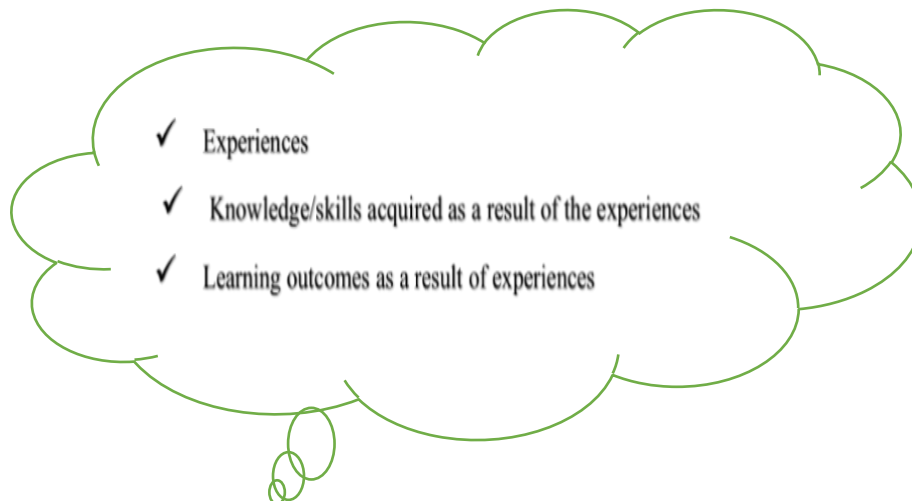 ✓ Experiences
✓ Knowledge/skills acquired as a result of the experiences
✓ Learning outcomes as a result of experiences